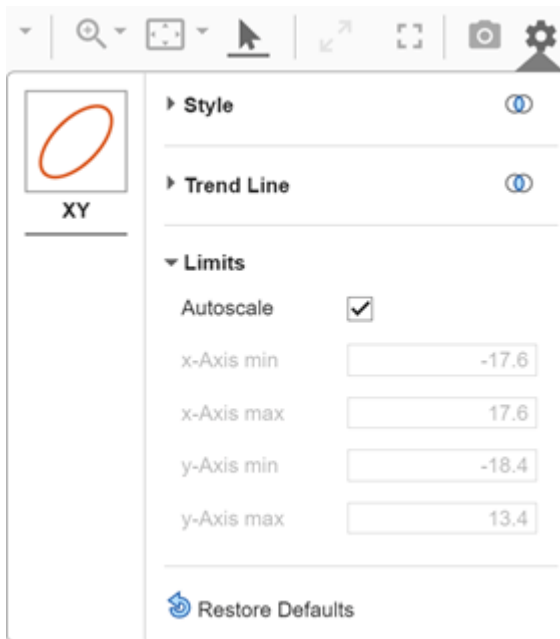 Style
XY
Trend Line
Limits
Autoscale
x-Axis min -17.6
x-Axis max 17.6
y-Axis min -18.4
y-Axis max 13.4
Restore Defaults